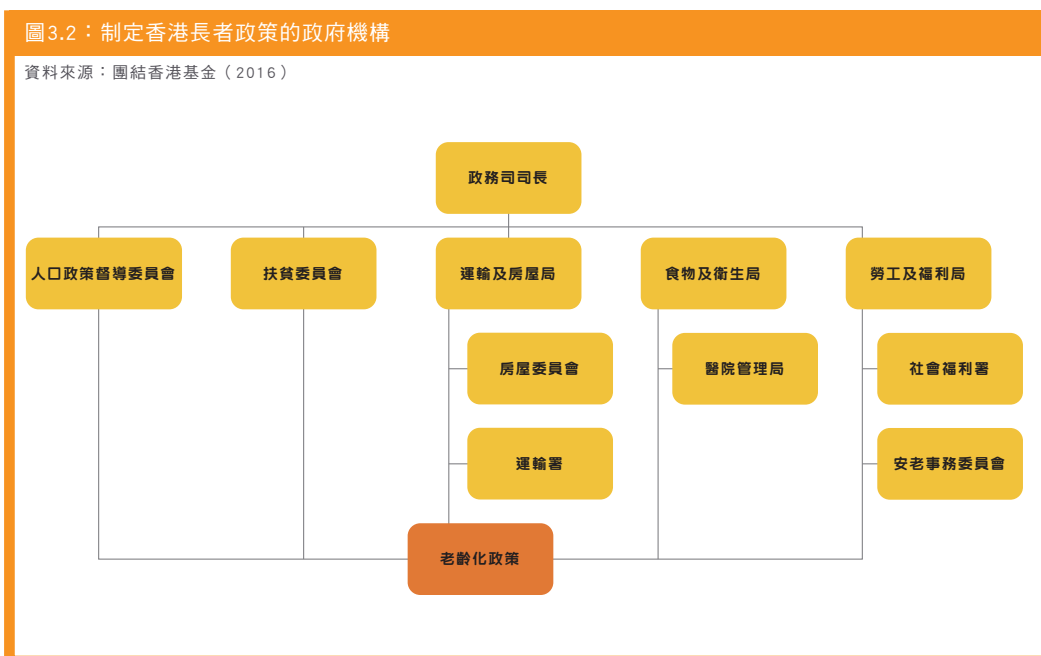 圖3.2：制定香港長者政策的政府機構
資料來源：團結香港基金（2016）
政務司司長
人口政策督導委員會
扶貧委員會
運輸及房屋局
食物及衞生局
勞工及福利局
房屋委員會
醫院管理局
社會福利署
運輸署
安老事務委員會
老齡化政策